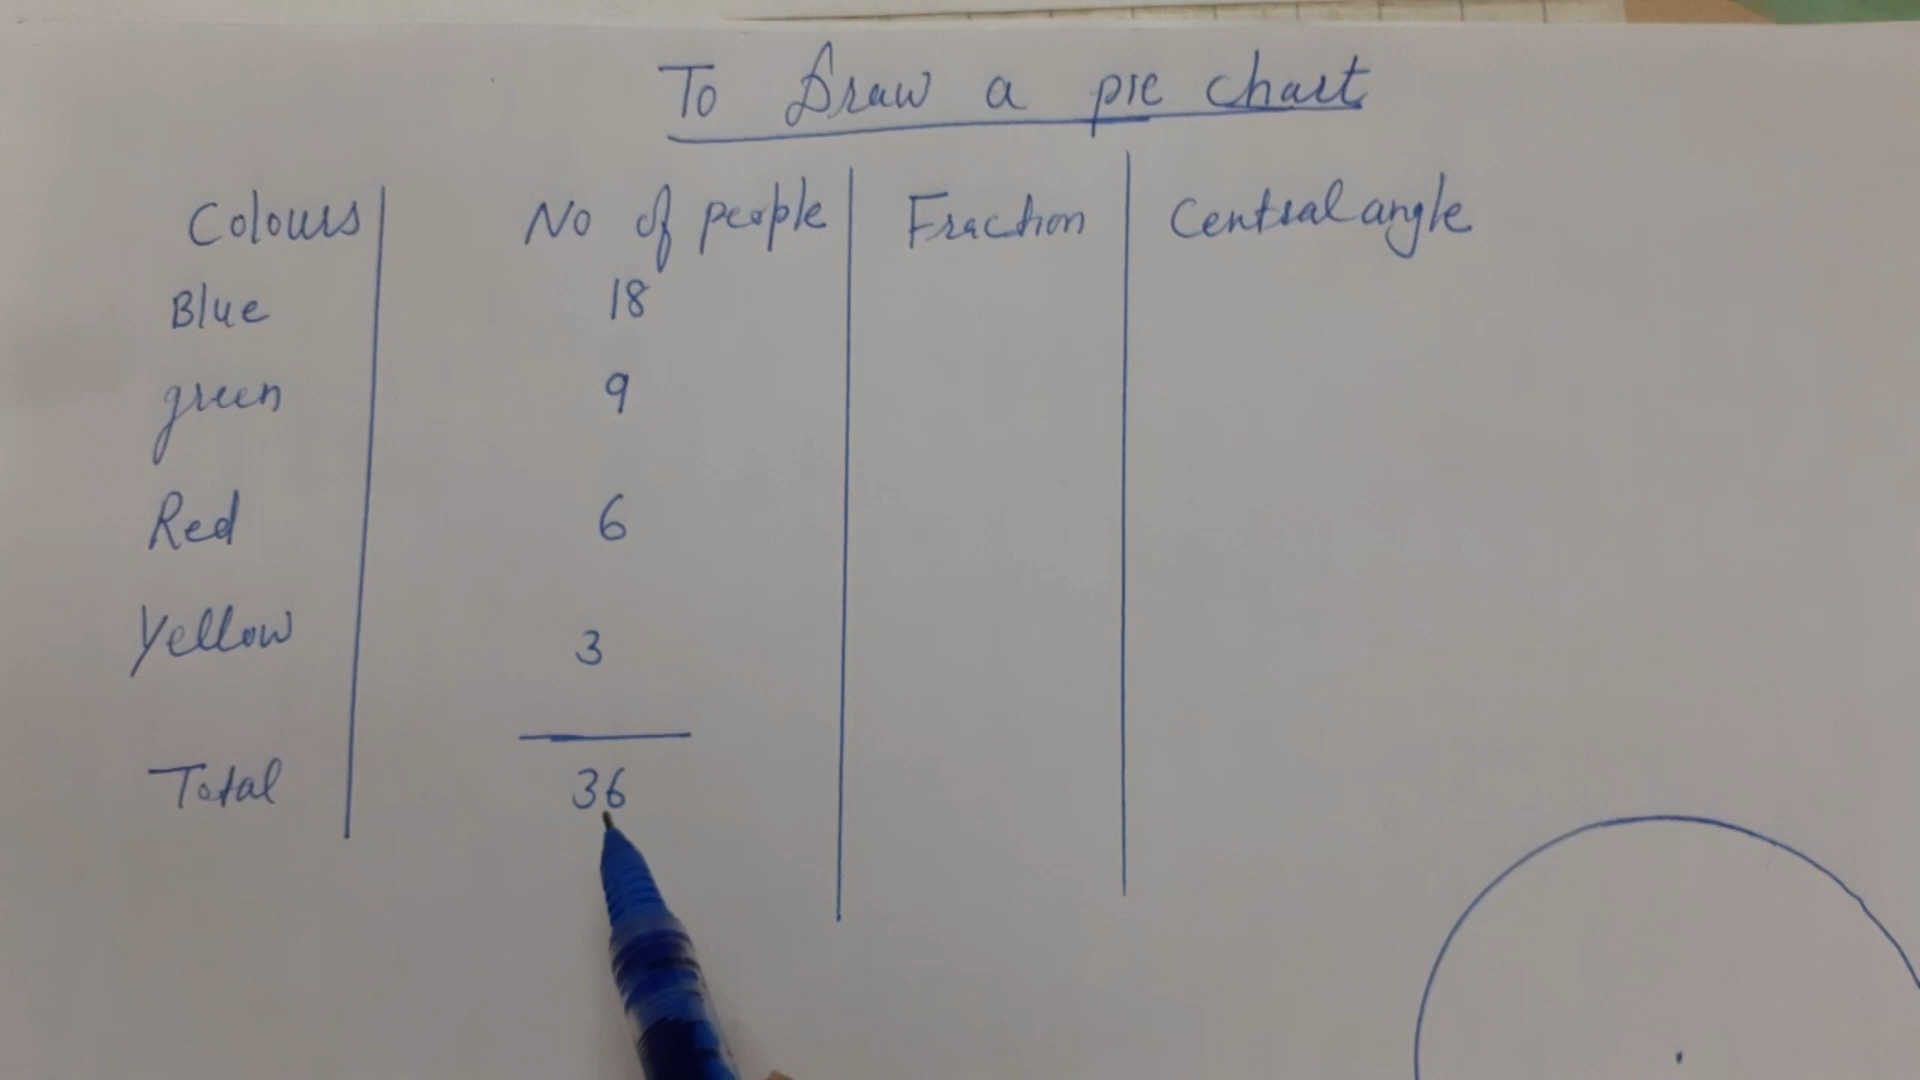 To Draw a pie chart
Colours No of people Fraction Central angle
Blue 18
green 9
Red 6
Yellow 3
Total 36